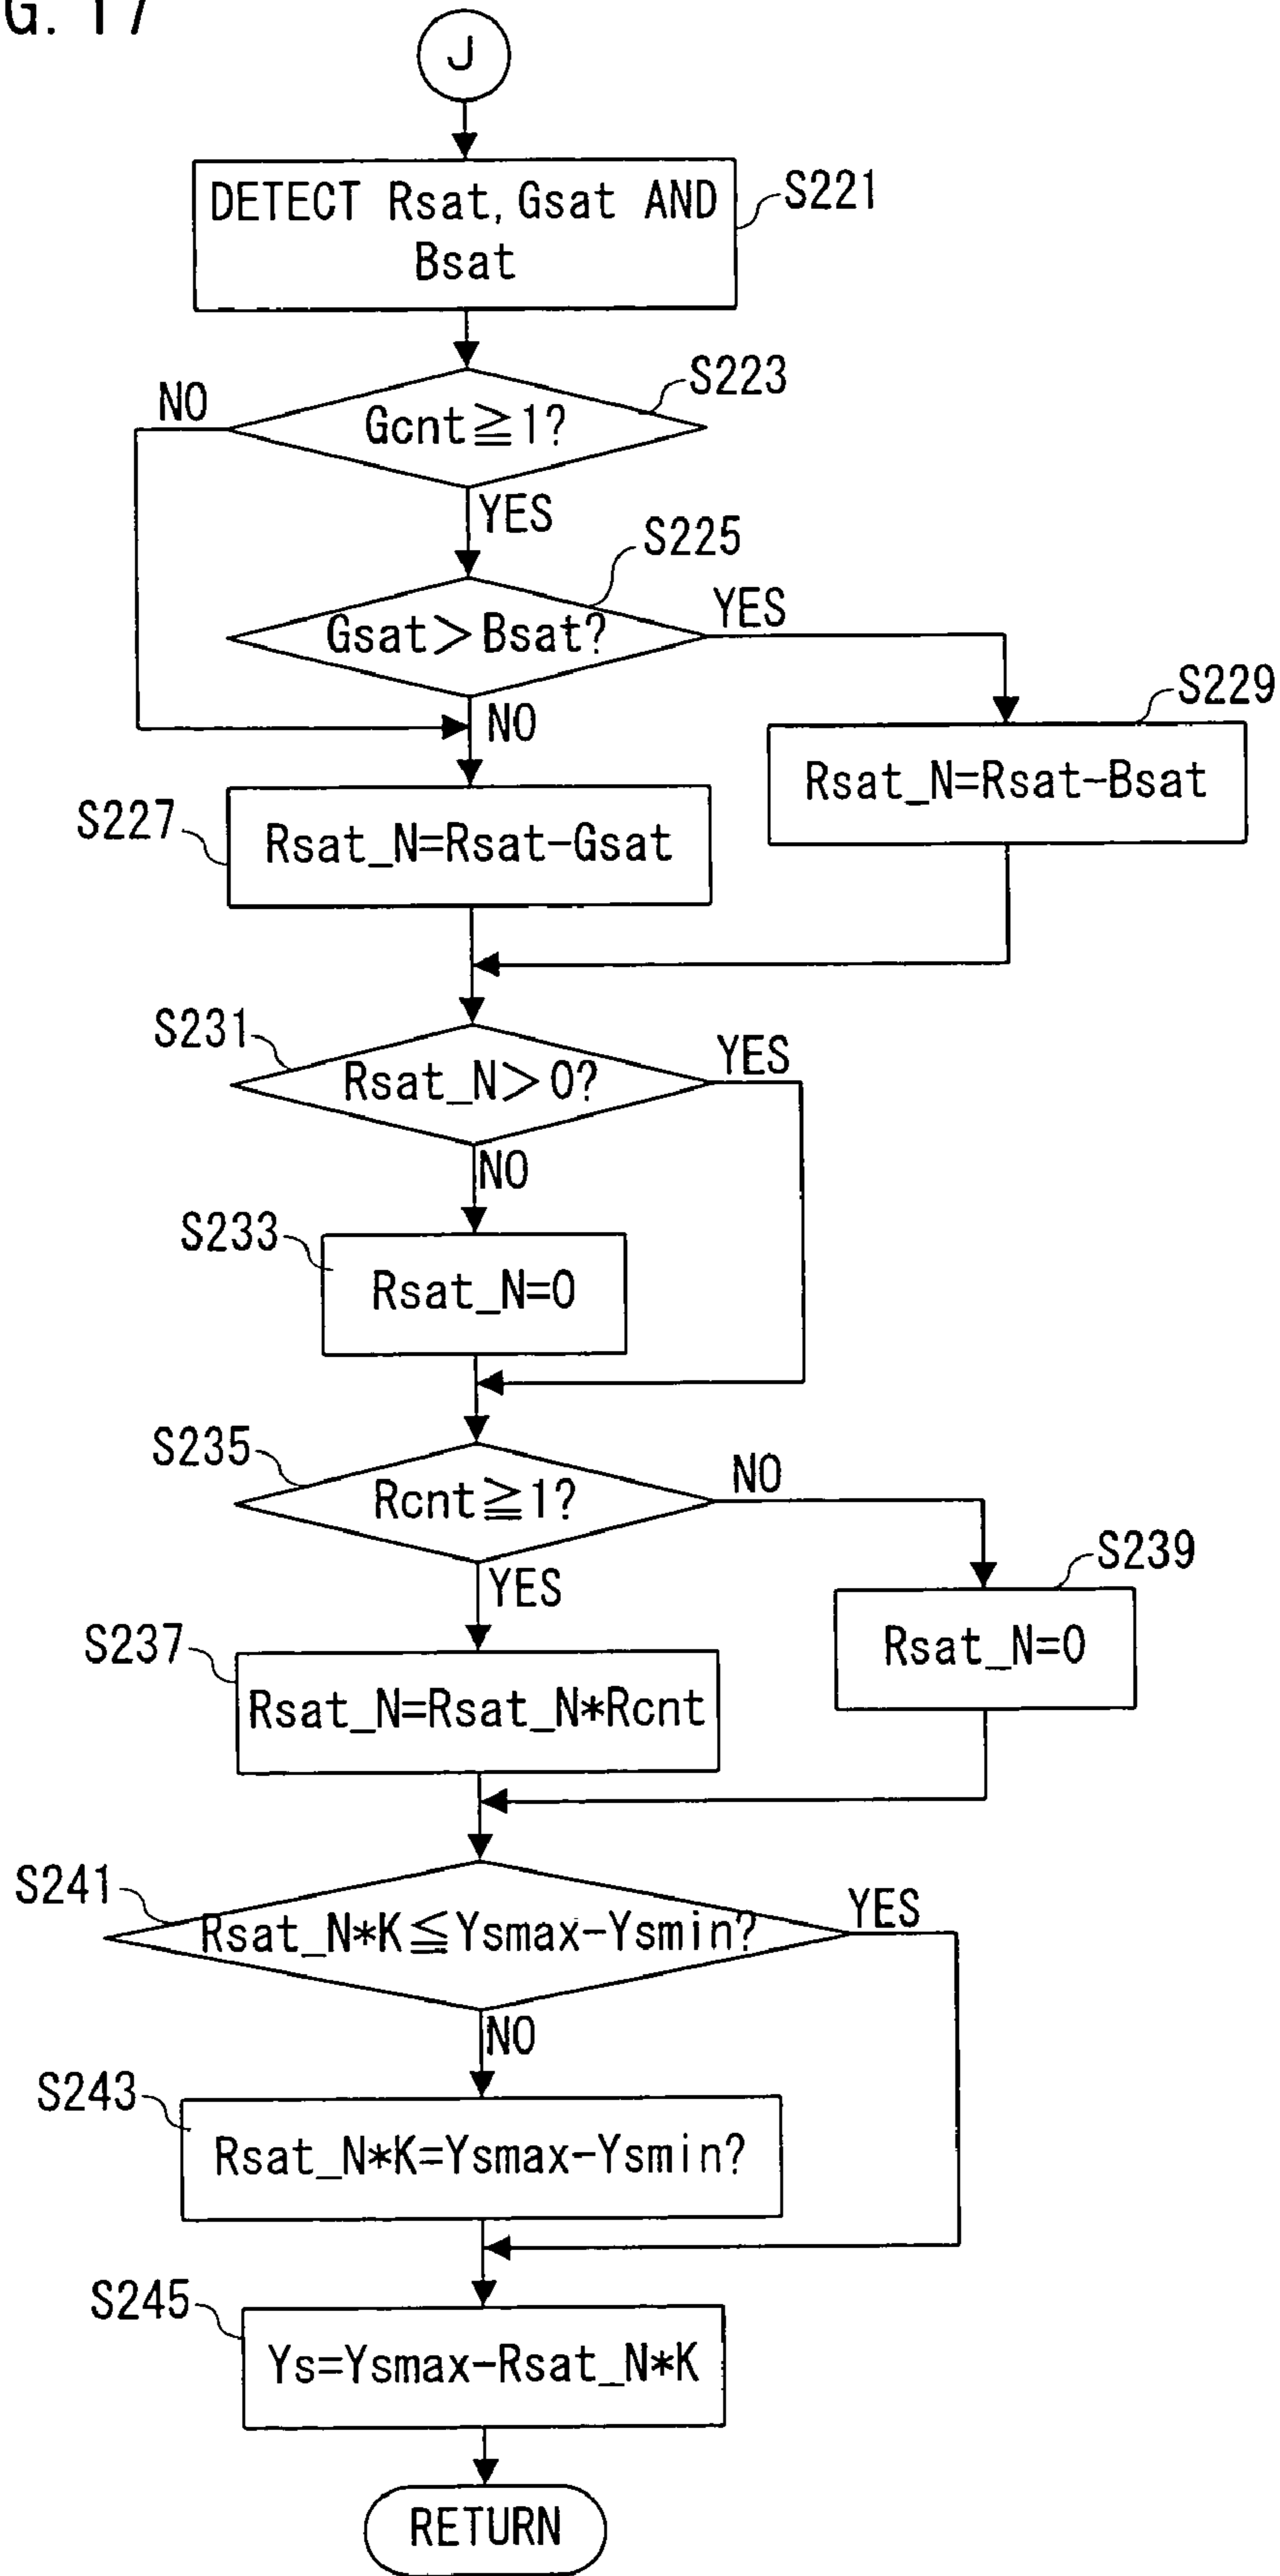 G. 17
J
DETECT Rsat, Gsat AND
Bsat
S221
S223
NO
Gcnt≧1?
YES
S225
Gsat>Bsat?
YES
NO
S229
Rsat_N=Rsat-Bsat
S227
Rsat_N=Rsat-Gsat
S231
Rsat_N>0?
YES
NO
S233
Rsat_N=0
S235
Rcnt≧1?
NO
YES
S239
Rsat_N=0
S237
Rsat_N=Rsat_N*Rcnt
S241
Rsat_N*K≦Ysmax-Ysmin?
YES
NO
S243
Rsat_N*K=Ysmax-Ysmin?
S245
Ys=Ysmax-Rsat_N*K
RETURN